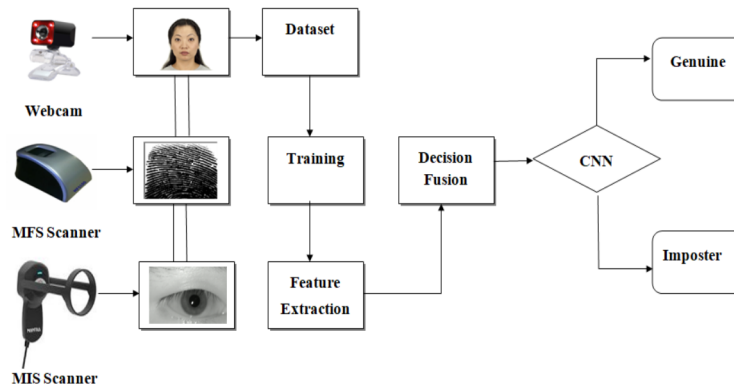 Webcam
MFS Scanner
MIS Scanner
Dataset
Training
Feature
Extraction
Decision
Fusion
CNN
Genuine
Imposter